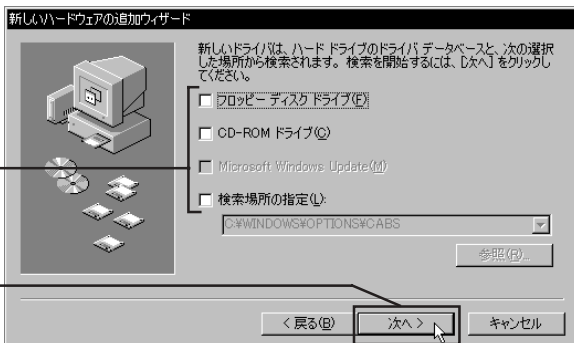 新しいハードウェアの追加ウィザード
新しいドライバは、ハード ドライブのドライバ データベースと、次の選択
した場所から検索されます。検索を開始するには、[次へ] をクリックし
てください。
フロッピー ディスク ドライブ(F)
CD-ROM ドライブ(C)
Microsoft Windows Update(M)
検索場所の指定(L):
C:¥WINDOWS¥OPTIONS¥CABS
参照(R)...
< 戻る(B)
次へ >
キャンセル